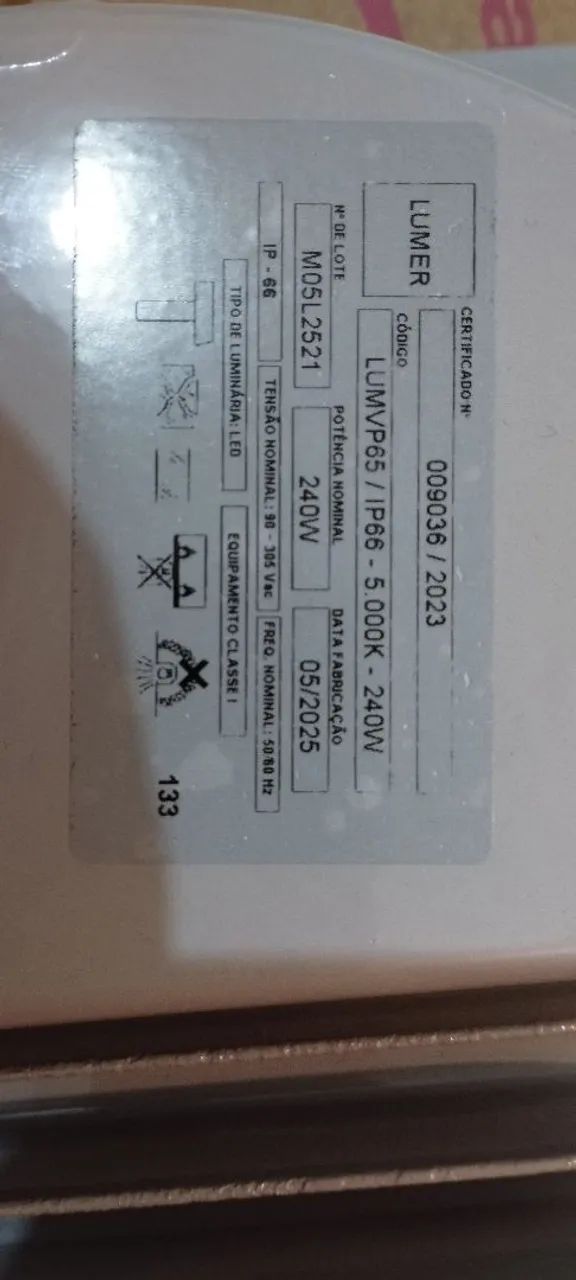 LUMER
CERTIFICADO Nº
009036 / 2023
CÓDIGO
LUMVP65 / IP66 - 5.000K - 240W
Nº DE LOTE
M05L2521
POTÊNCIA NOMINAL
240W
DATA FABRICAÇÃO
05/2025
IP - 66
TENSÃO NOMINAL: 90 - 305 Vac
FREQ. NOMINAL: 50/60 Hz
TIPO DE LUMINÁRIA: LED
EQUIPAMENTO CLASSE I
133